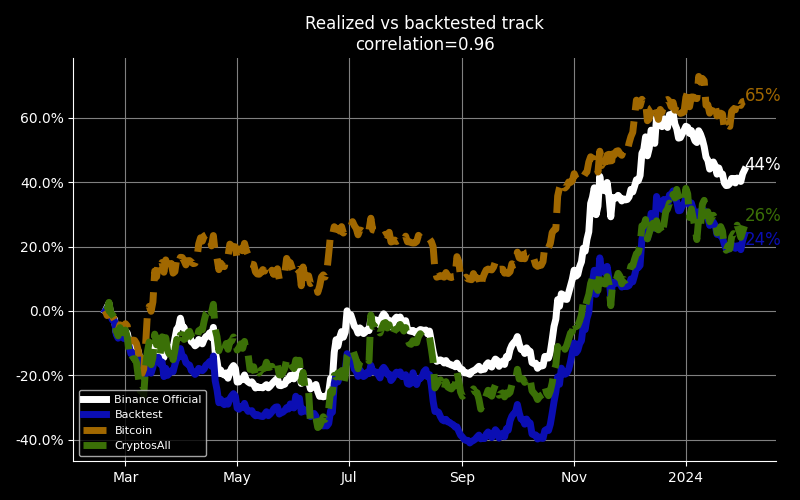 Realized vs backtested track
correlation=0.96
60.0%
40.0%
20.0%
0.0%
-20.0%
-40.0%
65%
44%
26%
24%
Binance Official
Backtest
Bitcoin
CryptosAll
Mar May Jul Sep Nov 2024